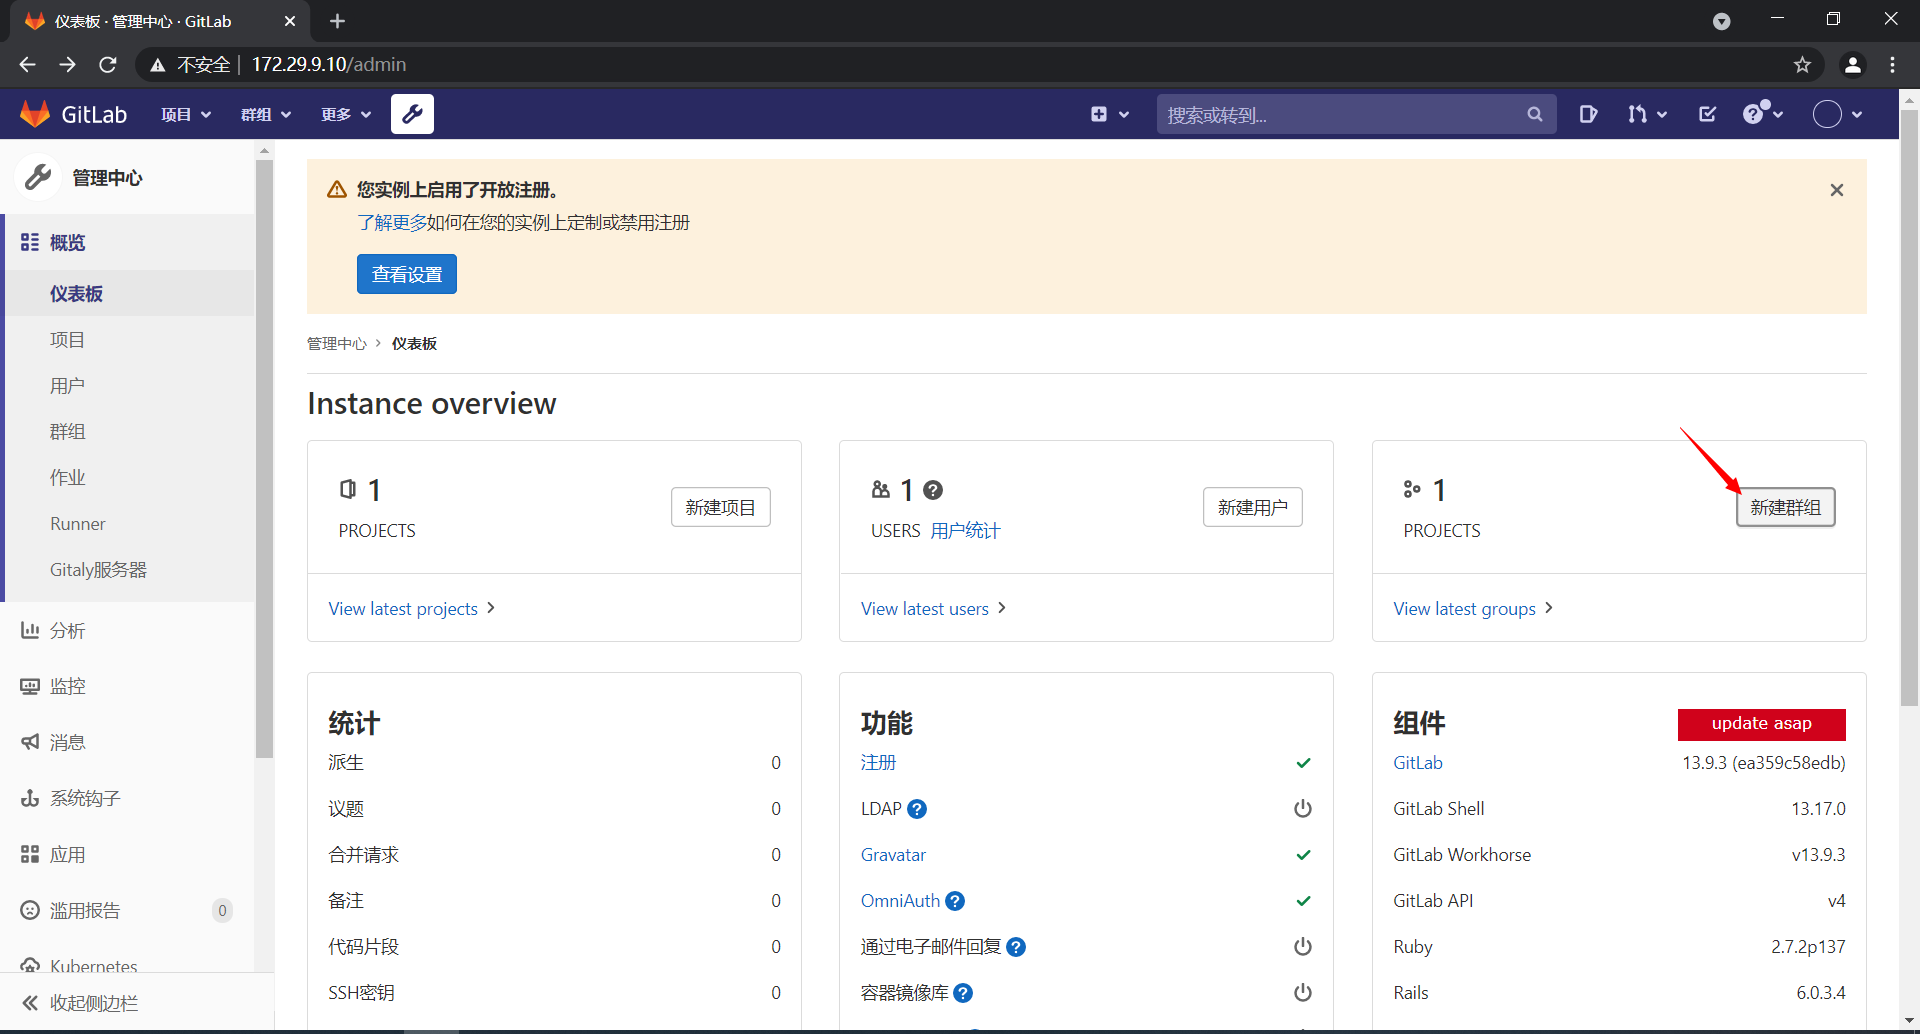 仪表板 · 管理中心 · GitLab
不安全 | 172.29.9.10/admin
GitLab 项目 群组 更多 搜索或转到...
管理中心
概览
仪表板
项目
用户
群组
作业
Runner
Gitaly服务器
分析
监控
消息
系统钩子
应用
滥用报告 0
Kubernetes
收起侧边栏
您实例上启用了开放注册。
了解更多如何在您的实例上定制或禁用注册
查看设置
管理中心 > 仪表板
Instance overview
1
PROJECTS
新建项目
View latest projects
1
USERS 用户统计
新建用户
View latest users
1
PROJECTS
新建群组
View latest groups
统计
派生 0
议题 0
合并请求 0
备注 0
代码片段 0
SSH密钥 0
功能
注册
LDAP
Gravatar
OmniAuth
通过电子邮件回复
容器镜像库
组件 update asap
GitLab 13.9.3 (ea359c58edb)
GitLab Shell 13.17.0
GitLab Workhorse v13.9.3
GitLab API v4
Ruby 2.7.2p137
Rails 6.0.3.4